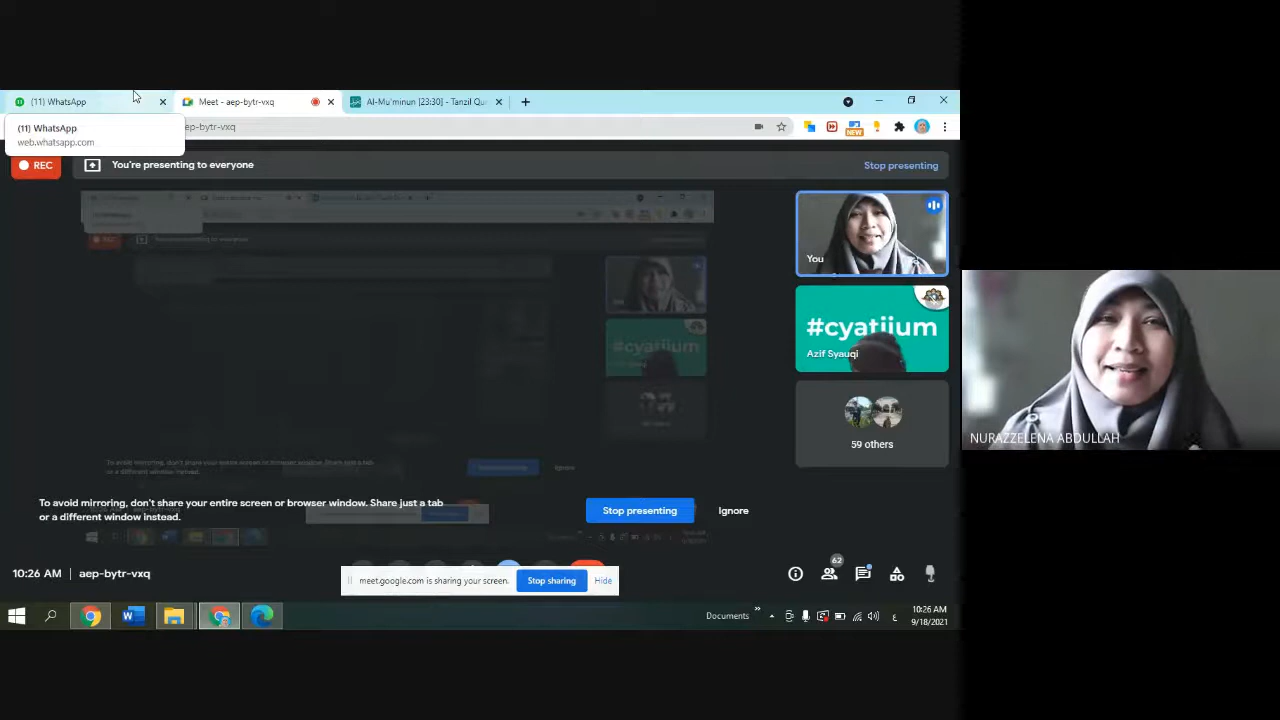 (11) WhatsApp
Meet - aep-bytr-vxq
Al-Mu'minun [23:30] - Tanzil Qur
(11) WhatsApp
web.whatsapp.com
aep-bytr-vxq
NEW
REC
You're presenting to everyone
Stop presenting
You
#cyatiium
Azif Syauqi
59 others
NURAZZELENA ABDULLAH
To avoid mirroring, don't share your entire screen or browser window. Share just a tab
or a different window instead.
Stop presenting
Ignore
10:26 AM | aep-bytr-vxq
meet.google.com is sharing your screen.
Stop sharing
Hide
62
Documents
10:26 AM
9/18/2021